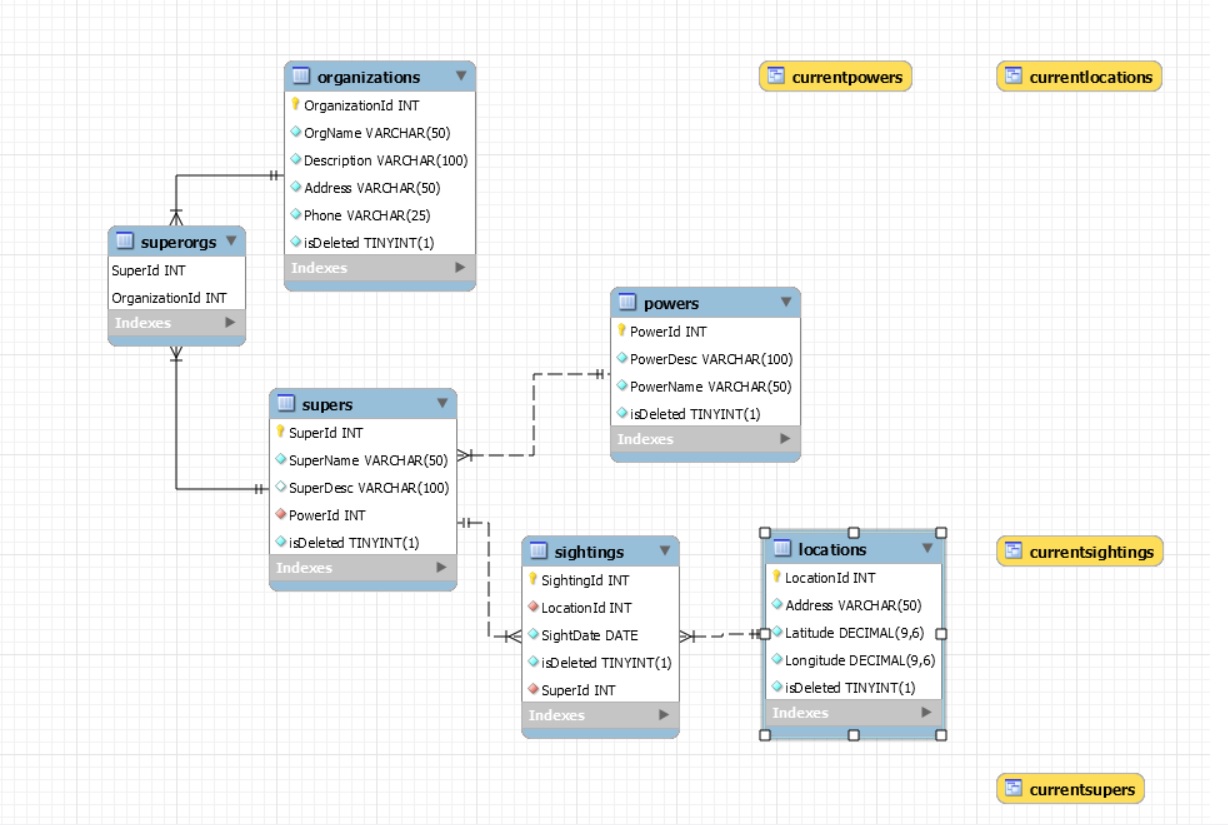 organizations
OrganizationId INT
OrgName VARCHAR(50)
Description VARCHAR(100)
Address VARCHAR(50)
Phone VARCHAR(25)
isDeleted TINYINT(1)
Indexes
currentpowers
currentlocations
superorgs
SuperId INT
OrganizationId INT
Indexes
powers
PowerId INT
PowerDesc VARCHAR(100)
PowerName VARCHAR(50)
isDeleted TINYINT(1)
Indexes
supers
SuperId INT
SuperName VARCHAR(50)
SuperDesc VARCHAR(100)
PowerId INT
isDeleted TINYINT(1)
Indexes
sightings
SightingId INT
LocationId INT
SightDate DATE
isDeleted TINYINT(1)
SuperId INT
Indexes
locations
LocationId INT
Address VARCHAR(50)
Latitude DECIMAL(9,6)
Longitude DECIMAL(9,6)
isDeleted TINYINT(1)
Indexes
currentsightings
currentsupers